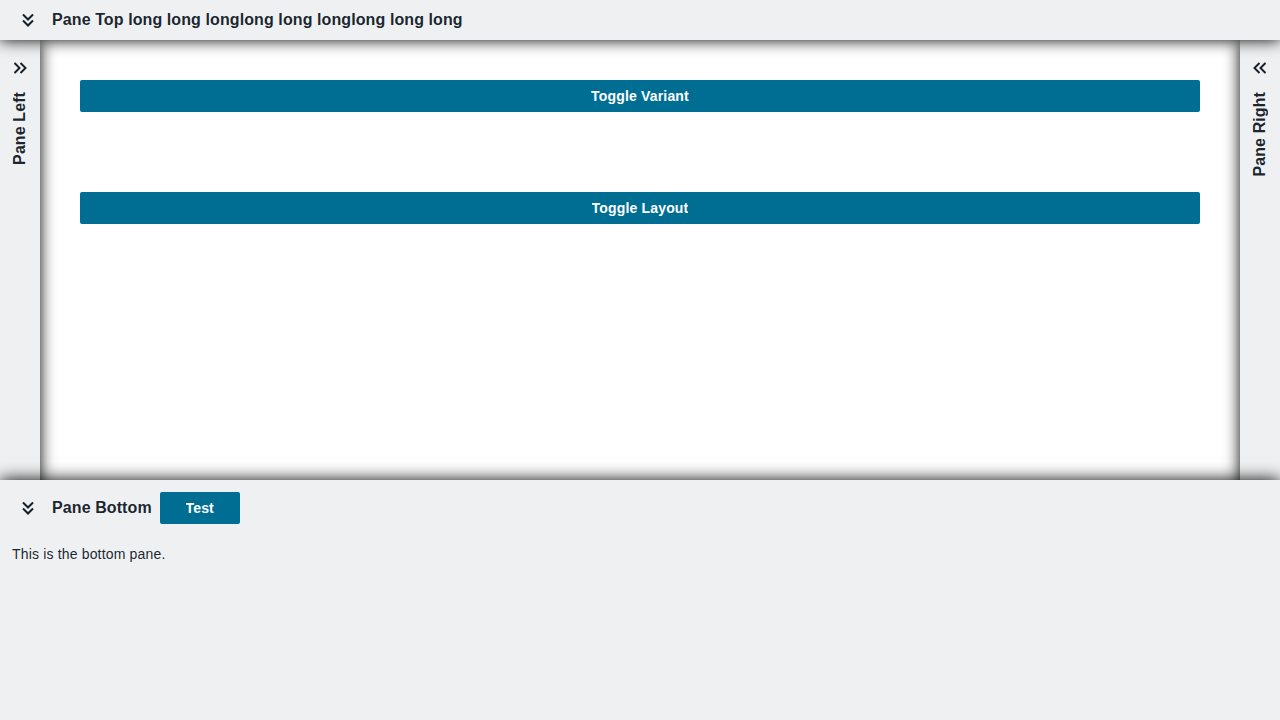 Pane Top long long longlong long longlong long long
Pane Left
Toggle Variant
Pane Right
Toggle Layout
Pane Bottom
Test
This is the bottom pane.